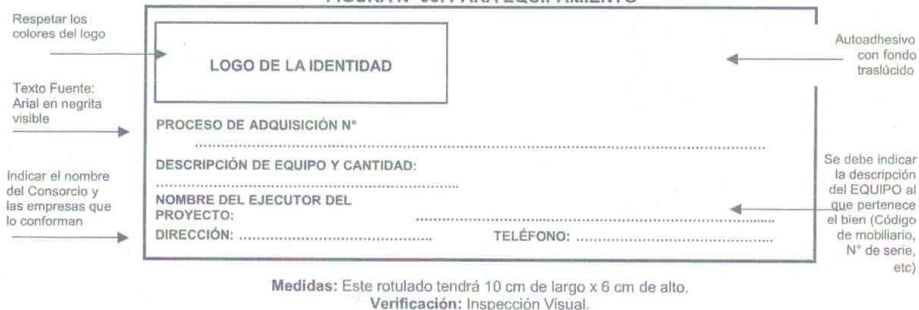 Respetar los
colores del logo
LOGO DE LA IDENTIDAD
Autoadhesivo
con fondo
traslúcido
Texto Fuente:
Arial en negrita
visible
PROCESO DE ADQUISICIÓN N°
DESCRIPCIÓN DE EQUIPO Y CANTIDAD:
Indicar el nombre
del Consorcio y
las empresas que
lo conforman
NOMBRE DEL EJECUTOR DEL
PROYECTO:
DIRECCIÓN:
TELÉFONO:
Se debe indicar
la descripción
del EQUIPO al
que pertenece
el bien (Código
de mobiliario,
N° de serie,
etc)
Medidas: Este rotulado tendrá 10 cm de largo x 6 cm de alto.
Verificación: Inspección Visual.